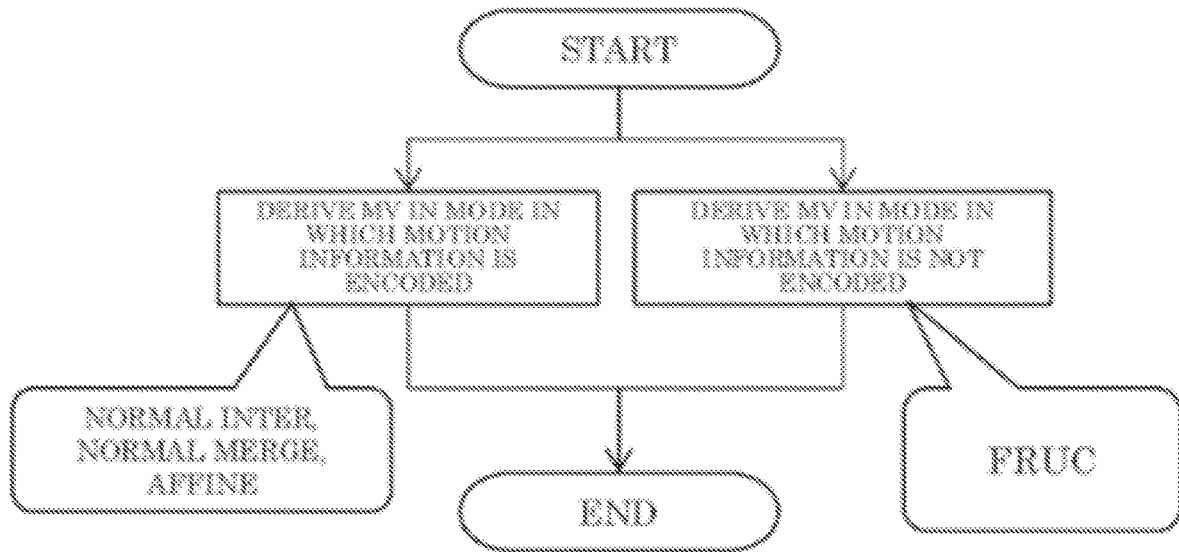 START
DERIVE MV IN MODE IN
WHICH MOTION
INFORMATION IS
ENCODED
DERIVE MV IN MODE IN
WHICH MOTION
INFORMATION IS NOT
ENCODED
NORMAL INTER,
NORMAL MERGE,
AFFINE
FRUC
END